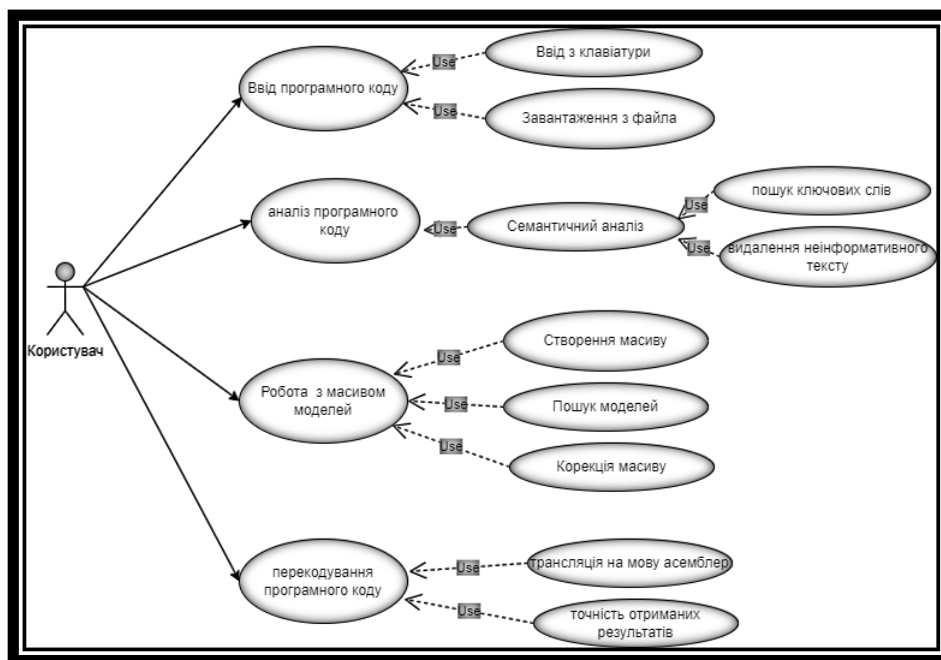 Ввід з клавіатури
Use
Ввід програмного коду
Use
Завантаження з файла
пошук ключових слів
аналіз програмного
коду
Use
Семантичний аналіз
Use
Use
видалення неінформативного
тексту
Користувач
Створення масиву
Use
Робота з масивом
моделей
Use
Пошук моделей
Use
Корекція масиву
трансляція на мову асемблер
Use
перекодування
програмного коду
Use
точність отриманих
результатів